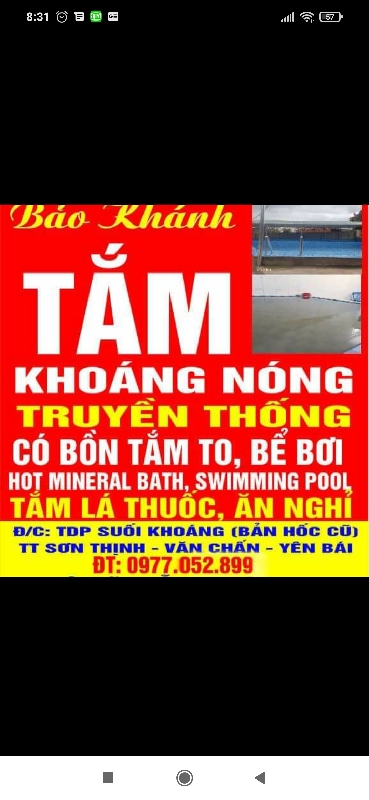 8:31
57
Bảo Khánh
TẮM
KHOÁNG NÓNG
TRUYỀN THỐNG
CÓ BỒN TẮM TO, BỂ BƠI
HOT MINERAL BATH, SWIMMING POOL
TẮM LÁ THUỐC, ĂN NGHỈ
Đ/C: TDP SUỐI KHOÁNG (BẢN HỐC CŨ)
TT SƠN THỊNH - VĂN CHẤN - YÊN BÁI
ĐT: 0977.052.899